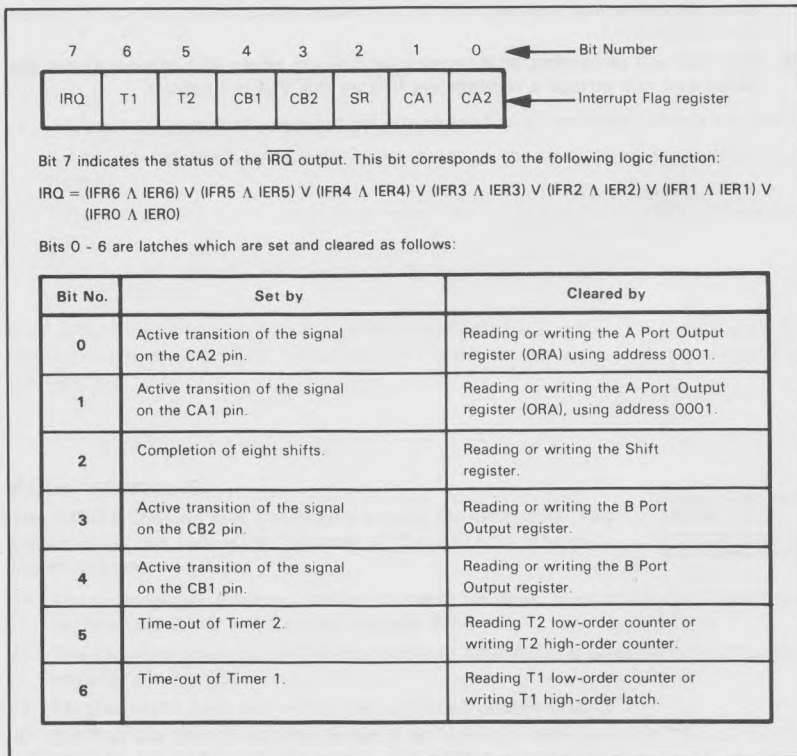 7 6 5 4 3 2 1 0 Bit Number
IRQ T1 T2 CB1 CB2 SR CA1 CA2 Interrupt Flag register
Bit 7 indicates the status of the IRQ output. This bit corresponds to the following logic function:
IRQ = (IFR6 Λ IER6) V (IFR5 Λ IER5) V (IFR4 Λ IER4) V (IFR3 Λ IER3) V (IFR2 Λ IER2) V (IFR1 Λ IER1) V
(IFR0 Λ IER0)
Bits 0 - 6 are latches which are set and cleared as follows:
Bit No. Set by Cleared by
0 Active transition of the signal Reading or writing the A Port Output
on the CA2 pin. register (ORA) using address 0001.
1 Active transition of the signal Reading or writing the A Port Output
on the CA1 pin. register (ORA), using address 0001.
2 Completion of eight shifts. Reading or writing the Shift
register.
3 Active transition of the signal Reading or writing the B Port
on the CB2 pin. Output register.
4 Active transition of the signal Reading or writing the B Port
on the CB1 pin. Output register.
5 Time-out of Timer 2. Reading T2 low-order counter or
writing T2 high-order counter.
6 Time-out of Timer 1. Reading T1 low-order counter or
writing T1 high-order latch.